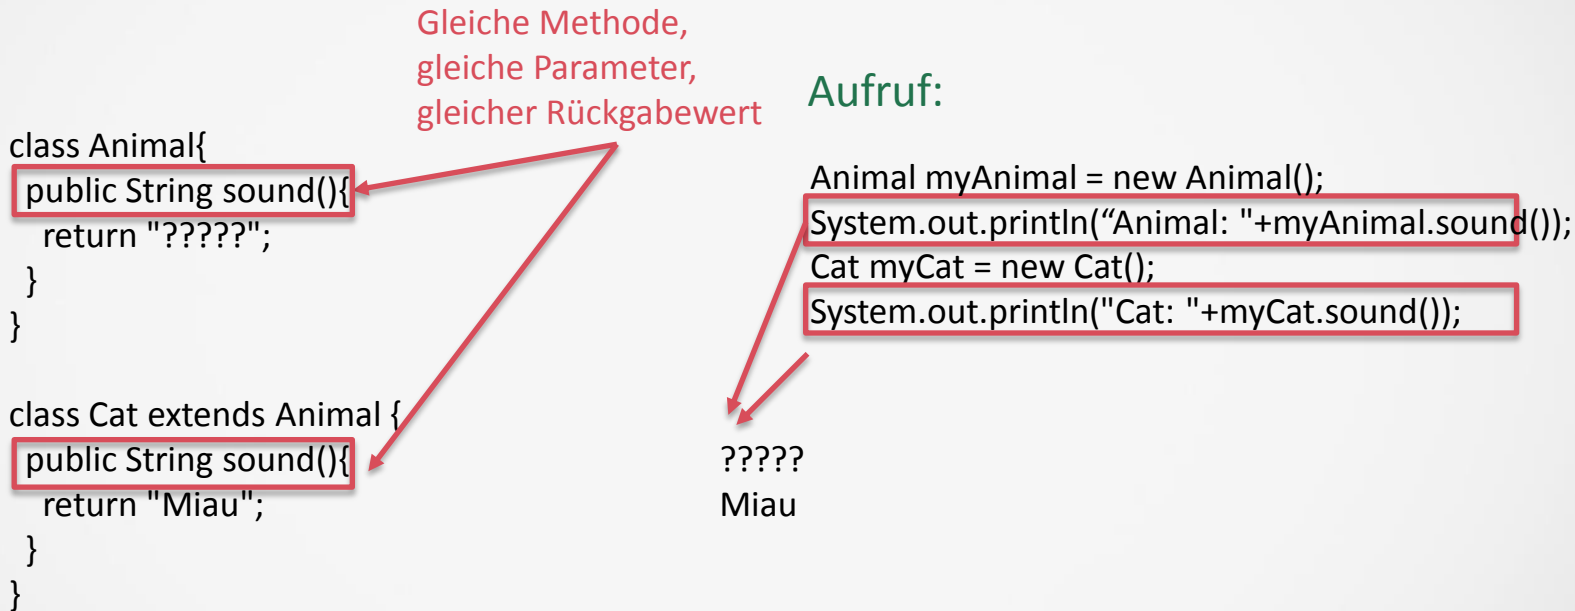 Gleiche Methode,
gleiche Parameter,
gleicher Rückgabewert
class Animal{
public String sound(){
return "?????";
}
}
class Cat extends Animal {
public String sound(){
return "Miau";
}
}
Aufruf:
Animal myAnimal = new Animal();
System.out.println(“Animal: "+myAnimal.sound());
Cat myCat = new Cat();
System.out.println("Cat: "+myCat.sound());
?????
Miau